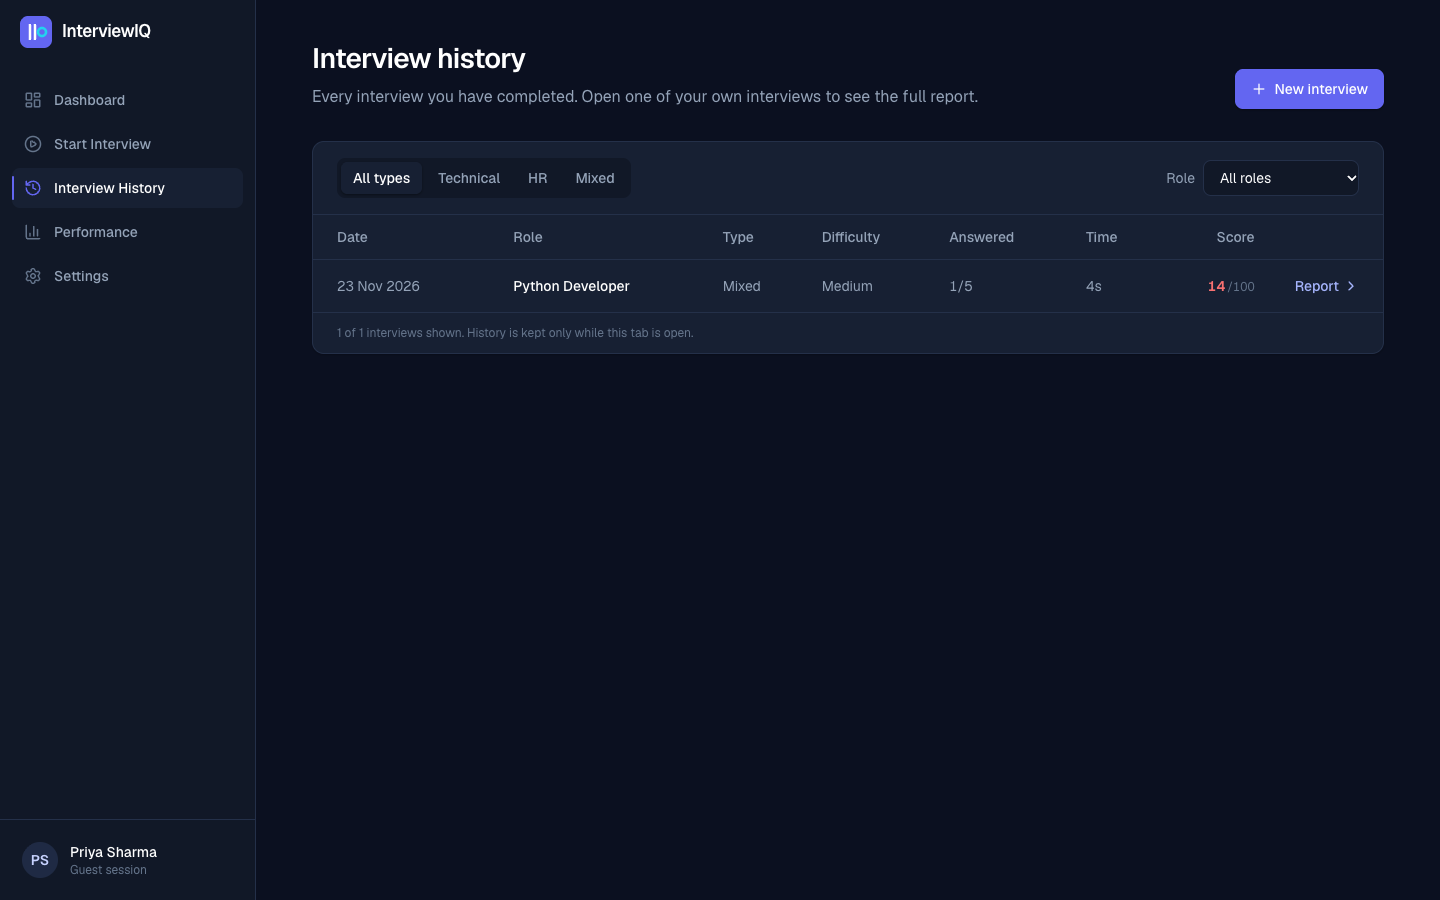 InterviewIQ
Dashboard
Start Interview
Interview History
Performance
Settings
Priya Sharma
PS
Guest session
Interview history
Every interview you have completed. Open one of your own interviews to see the full report.
New interview
All types Technical HR Mixed
Role All roles
Date Role Type Difficulty Answered Time Score
23 Nov 2026 Python Developer Mixed Medium 1/5 4s 14/100 Report
1 of 1 interviews shown. History is kept only while this tab is open.